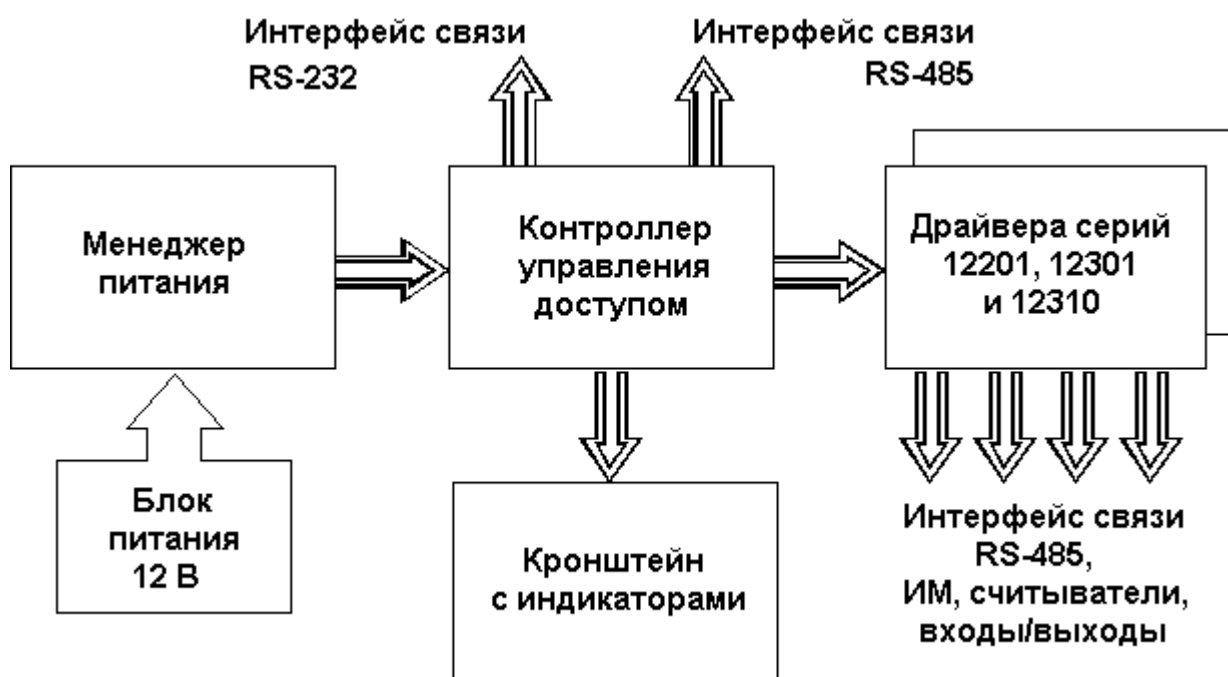 Интерфейс связи
RS-232
Интерфейс связи
RS-485
Менеджер
питания
Контроллер
управления
доступом
Драйвера серий
12201, 12301
и 12310
Блок
питания
12 В
Кронштейн
с индикаторами
Интерфейс связи
RS-485,
ИМ, считыватели,
входы/выходы